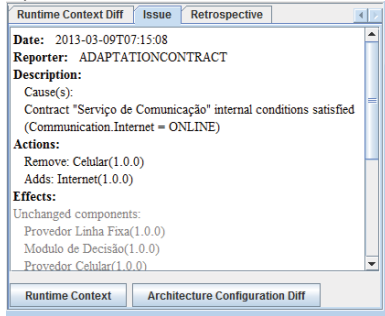 Runtime Context Diff Issue Retrospective
Date: 2013-03-09T07:15:08
Reporter: ADAPTATIONCONTRACT
Description:
Cause(s):
Contract "Serviço de Comunicação" internal conditions satisfied
(Communication.Internet = ONLINE)
Actions:
Remove: Celular(1.0.0)
Adds: Internet(1.0.0)
Effects:
Unchanged components:
Provedor Linha Fixa(1.0.0)
Modulo de Decisão(1.0.0)
Provedor Celular(1.0.0)
Runtime Context Architecture Configuration Diff